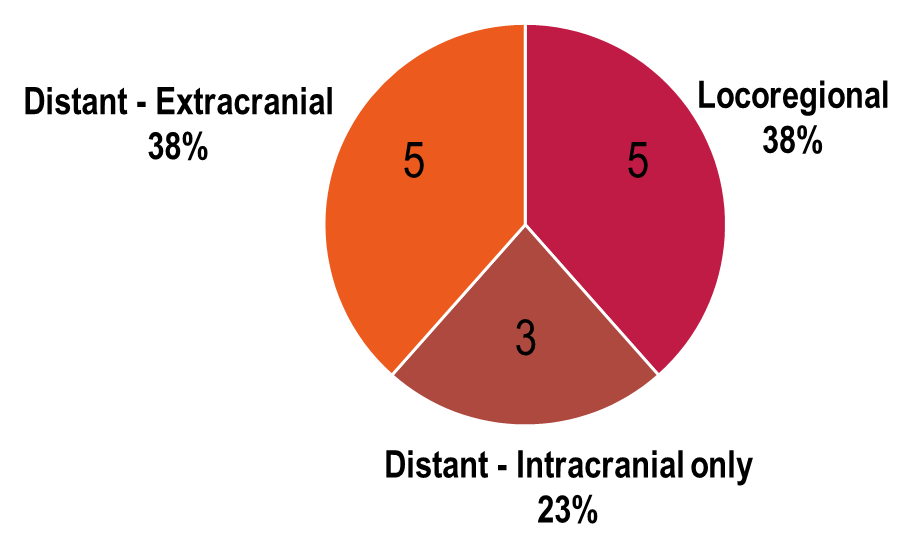 Distant - Extracranial
38%
Locoregional
38%
5
5
3
Distant - Intracranial only
23%